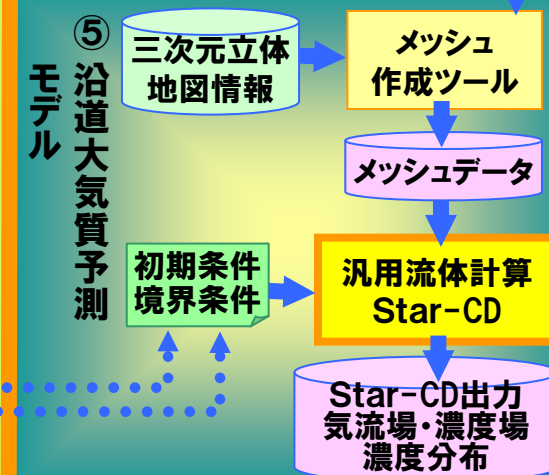 ⑤
沿道大気質予測
モデル
三次元立体
地図情報
メッシュ
作成ツール
メッシュデータ
初期条件
境界条件
汎用流体計算
Star-CD
Star-CD出力
気流場・濃度場
濃度分布